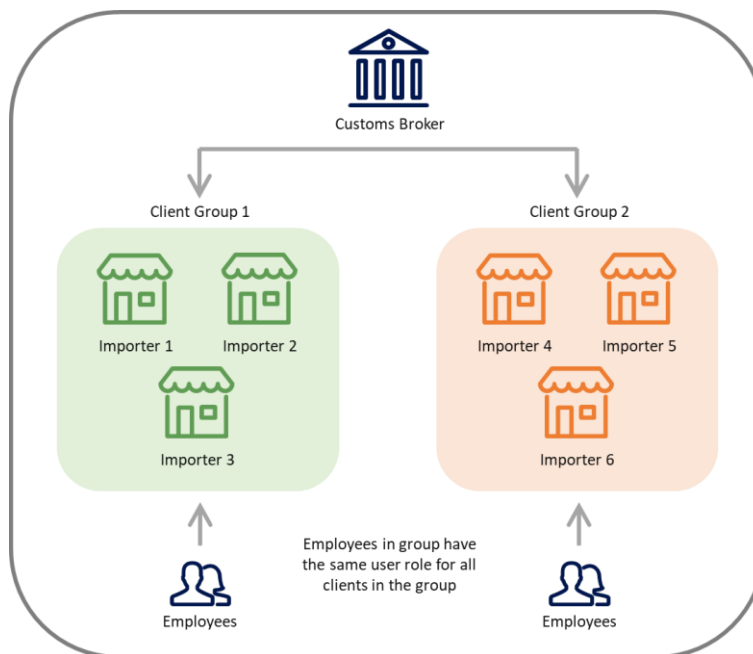 Customs Broker
Client Group 1
Client Group 2
Importer 1
Importer 2
Importer 3
Importer 4
Importer 5
Importer 6
Employees in group have
the same user role for all
clients in the group
Employees
Employees